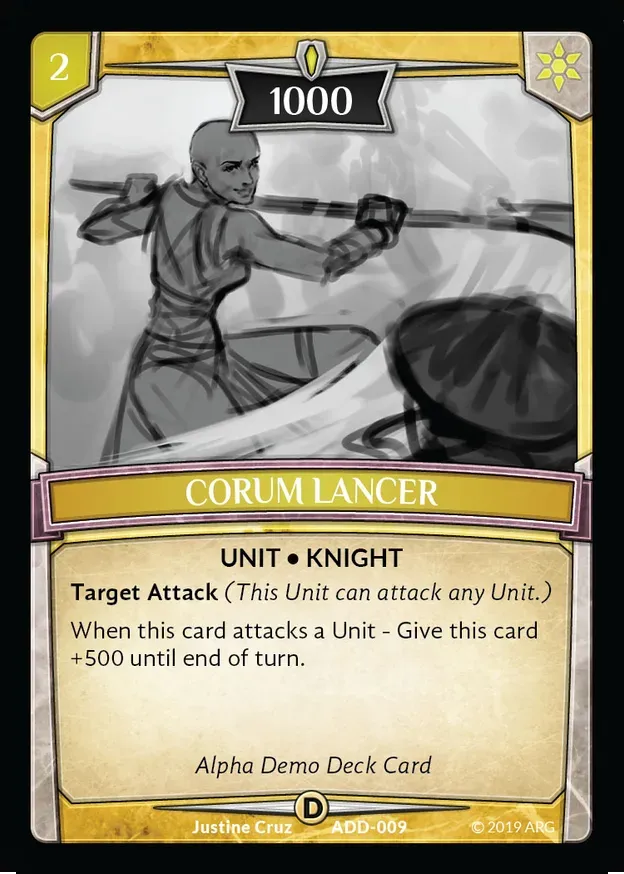 2
1000
CORUM LANCER
UNIT • KNIGHT
Target Attack (This Unit can attack any Unit.)
When this card attacks a Unit - Give this card
+500 until end of turn.
Alpha Demo Deck Card
D
Justine Cruz ADD-009 © 2019 ARG